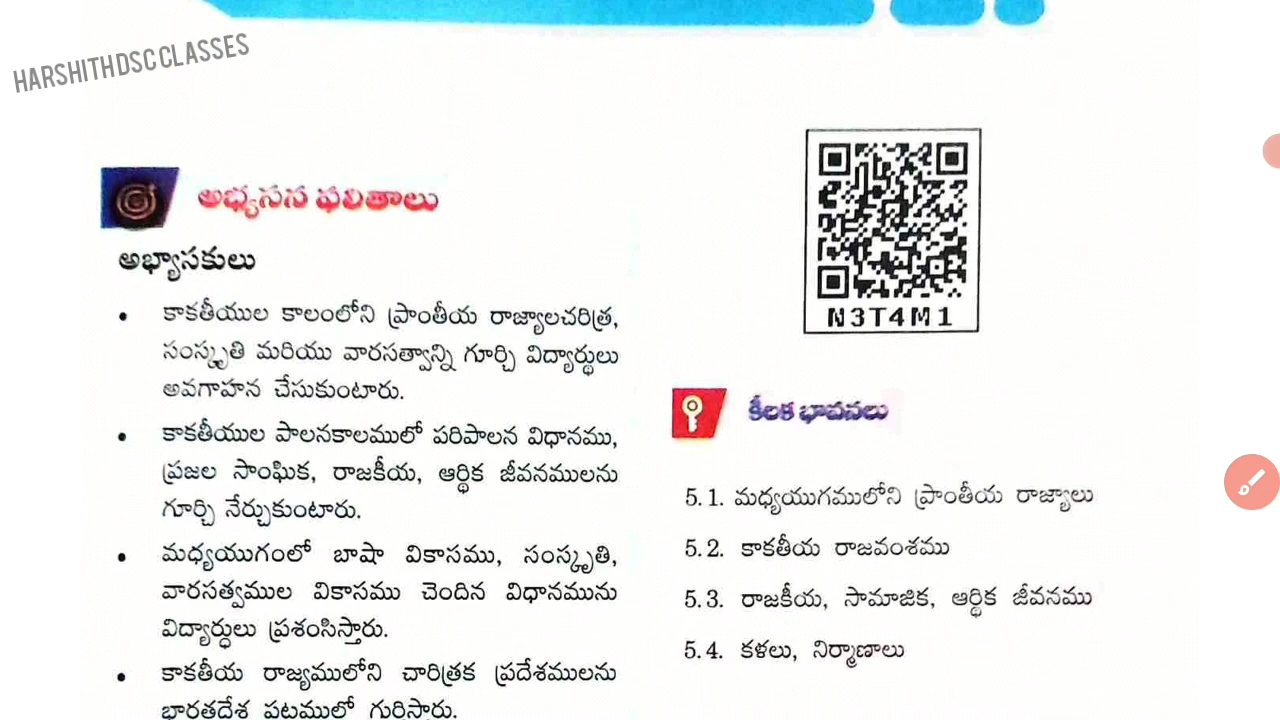 HARSHITH DSC CLASSES
అభ్యసన ఫలితాలు
అభ్యాసకులు
• కాకతీయుల కాలంలోని ప్రాంతీయ రాజ్యాలచరిత్ర,
సంస్కృతి మరియు వారసత్వాన్ని గూర్చి విద్యార్థులు
అవగాహన చేసుకుంటారు.
• కాకతీయుల పాలనకాలములో పరిపాలన విధానము,
ప్రజల సాంఘిక, రాజకీయ, ఆర్థిక జీవనములను
గూర్చి నేర్చుకుంటారు.
• మధ్యయుగంలో బాషా వికాసము, సంస్కృతి,
వారసత్వముల వికాసము చెందిన విధానమును
విద్యార్థులు ప్రశంసిస్తారు.
• కాకతీయ రాజ్యములోని చారిత్రక ప్రదేశములను
భారతదేశ పటములో గుర్తిస్తారు.
N3T4M1
కీలక భావనలు
5.1. మధ్యయుగములోని ప్రాంతీయ రాజ్యాలు
5.2. కాకతీయ రాజవంశము
5.3. రాజకీయ, సామాజిక, ఆర్థిక జీవనము
5.4. కళలు, నిర్మాణాలు